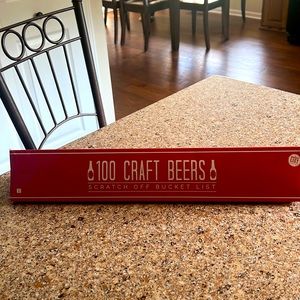 100 CRAFT BEERS
SCRATCH OFF BUCKET LIST